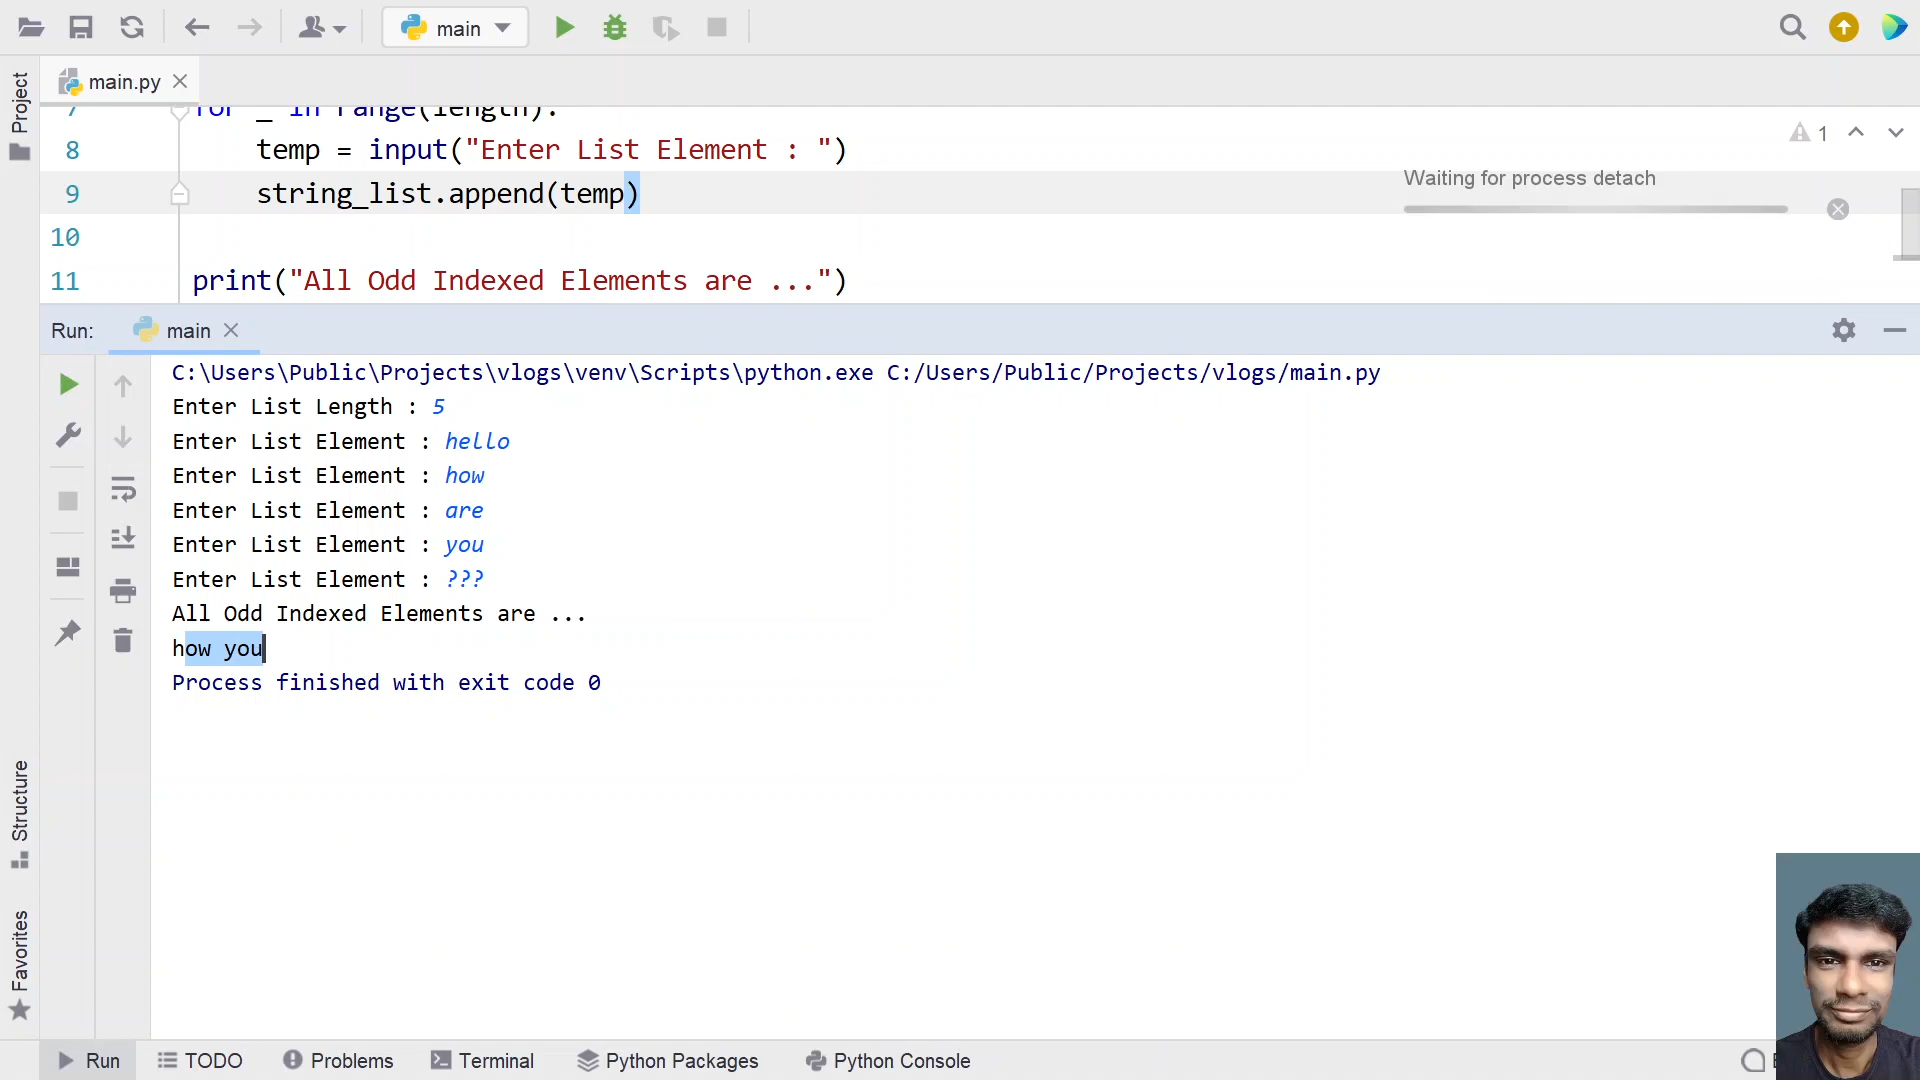 main
Project
main.py
7 for _ in range(length):
8 temp = input("Enter List Element : ")
1
9 string_list.append(temp)
Waiting for process detach
10
11 print("All Odd Indexed Elements are ...")
Run: main
C:\Users\Public\Projects\vlogs\venv\Scripts\python.exe C:/Users/Public/Projects/vlogs/main.py
Enter List Length : 5
Enter List Element : hello
Enter List Element : how
Enter List Element : are
Enter List Element : you
Enter List Element : ???
All Odd Indexed Elements are ...
how you
Process finished with exit code 0
Structure
Favorites
Run TODO Problems Terminal Python Packages Python Console